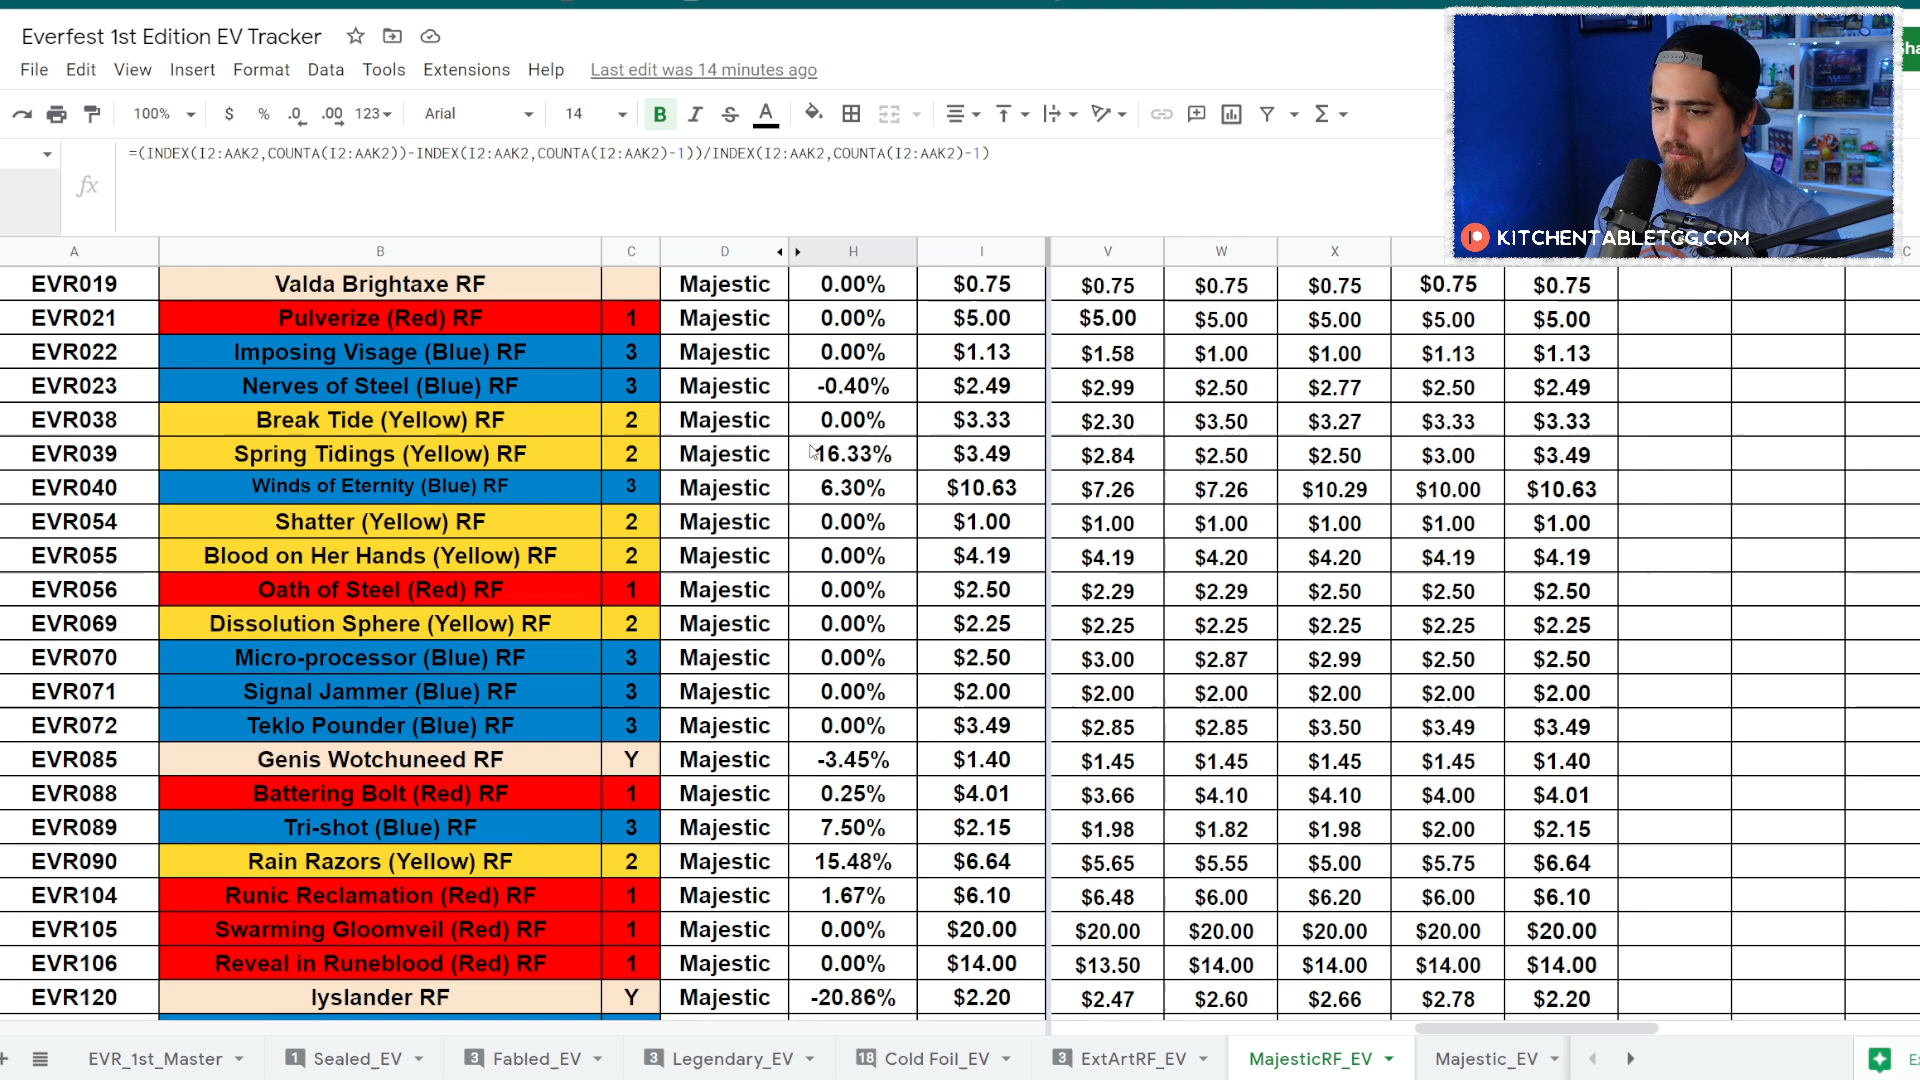 Everfest 1st Edition EV Tracker
File Edit View Insert Format Data Tools Extensions Help Last edit was 14 minutes ago
100% $ % .0 .00 123 Arial 14 B I S A
fx =(INDEX(I2:AAK2,COUNTA(I2:AAK2))-INDEX(I2:AAK2,COUNTA(I2:AAK2)-1))/INDEX(I2:AAK2,COUNTA(I2:AAK2)-1)
KITCHENTABLETCG.COM
A B C D H I V W X C
EVR019 Valda Brightaxe RF Majestic 0.00% $0.75 $0.75 $0.75 $0.75 $0.75 $0.75
EVR021 Pulverize (Red) RF 1 Majestic 0.00% $5.00 $5.00 $5.00 $5.00 $5.00 $5.00
EVR022 Imposing Visage (Blue) RF 3 Majestic 0.00% $1.13 $1.58 $1.00 $1.00 $1.13 $1.13
EVR023 Nerves of Steel (Blue) RF 3 Majestic -0.40% $2.49 $2.99 $2.50 $2.77 $2.50 $2.49
EVR038 Break Tide (Yellow) RF 2 Majestic 0.00% $3.33 $2.30 $3.50 $3.27 $3.33 $3.33
EVR039 Spring Tidings (Yellow) RF 2 Majestic 16.33% $3.49 $2.84 $2.50 $2.50 $3.00 $3.49
EVR040 Winds of Eternity (Blue) RF 3 Majestic 6.30% $10.63 $7.26 $7.26 $10.29 $10.00 $10.63
EVR054 Shatter (Yellow) RF 2 Majestic 0.00% $1.00 $1.00 $1.00 $1.00 $1.00 $1.00
EVR055 Blood on Her Hands (Yellow) RF 2 Majestic 0.00% $4.19 $4.19 $4.20 $4.20 $4.19 $4.19
EVR056 Oath of Steel (Red) RF 1 Majestic 0.00% $2.50 $2.29 $2.29 $2.50 $2.50 $2.50
EVR069 Dissolution Sphere (Yellow) RF 2 Majestic 0.00% $2.25 $2.25 $2.25 $2.25 $2.25 $2.25
EVR070 Micro-processor (Blue) RF 3 Majestic 0.00% $2.50 $3.00 $2.87 $2.99 $2.50 $2.50
EVR071 Signal Jammer (Blue) RF 3 Majestic 0.00% $2.00 $2.00 $2.00 $2.00 $2.00 $2.00
EVR072 Teklo Pounder (Blue) RF 3 Majestic 0.00% $3.49 $2.85 $2.85 $3.50 $3.49 $3.49
EVR085 Genis Wotchuneed RF Y Majestic -3.45% $1.40 $1.45 $1.45 $1.45 $1.45 $1.40
EVR088 Battering Bolt (Red) RF 1 Majestic 0.25% $4.01 $3.66 $4.10 $4.10 $4.00 $4.01
EVR089 Tri-shot (Blue) RF 3 Majestic 7.50% $2.15 $1.98 $1.82 $1.98 $2.00 $2.15
EVR090 Rain Razors (Yellow) RF 2 Majestic 15.48% $6.64 $5.65 $5.55 $5.00 $5.75 $6.64
EVR104 Runic Reclamation (Red) RF 1 Majestic 1.67% $6.10 $6.48 $6.00 $6.20 $6.00 $6.10
EVR105 Swarming Gloomveil (Red) RF 1 Majestic 0.00% $20.00 $20.00 $20.00 $20.00 $20.00 $20.00
EVR106 Reveal in Runeblood (Red) RF 1 Majestic 0.00% $14.00 $13.50 $14.00 $14.00 $14.00 $14.00
EVR120 Iyslander RF Y Majestic -20.86% $2.20 $2.47 $2.60 $2.66 $2.78 $2.20
EVR_1st_Master 1 Sealed_EV 3 Fabled_EV 3 Legendary_EV 18 Cold Foil_EV 3 ExtArtRF_EV MajesticRF_EV Majestic_EV